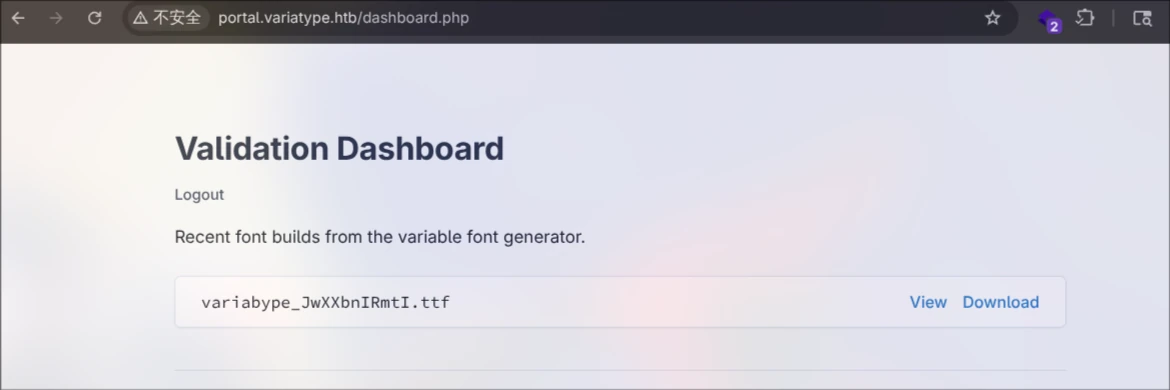 不安全 portal.variatype.htb/dashboard.php
2
Validation Dashboard
Logout
Recent font builds from the variable font generator.
variabype_JwXXbnIRmtI.ttf View Download